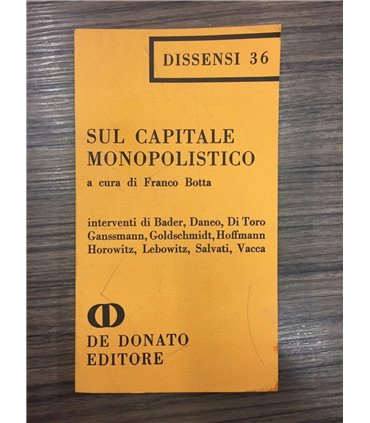 DISSENSI 36
SUL CAPITALE
MONOPOLISTICO
a cura di Franco Botta
interventi di Bader, Daneo, Di Toro
Ganssmann, Goldschmidt, Hoffmann
Horowitz, Lebowitz, Salvati, Vacca
DE DONATO
EDITORE